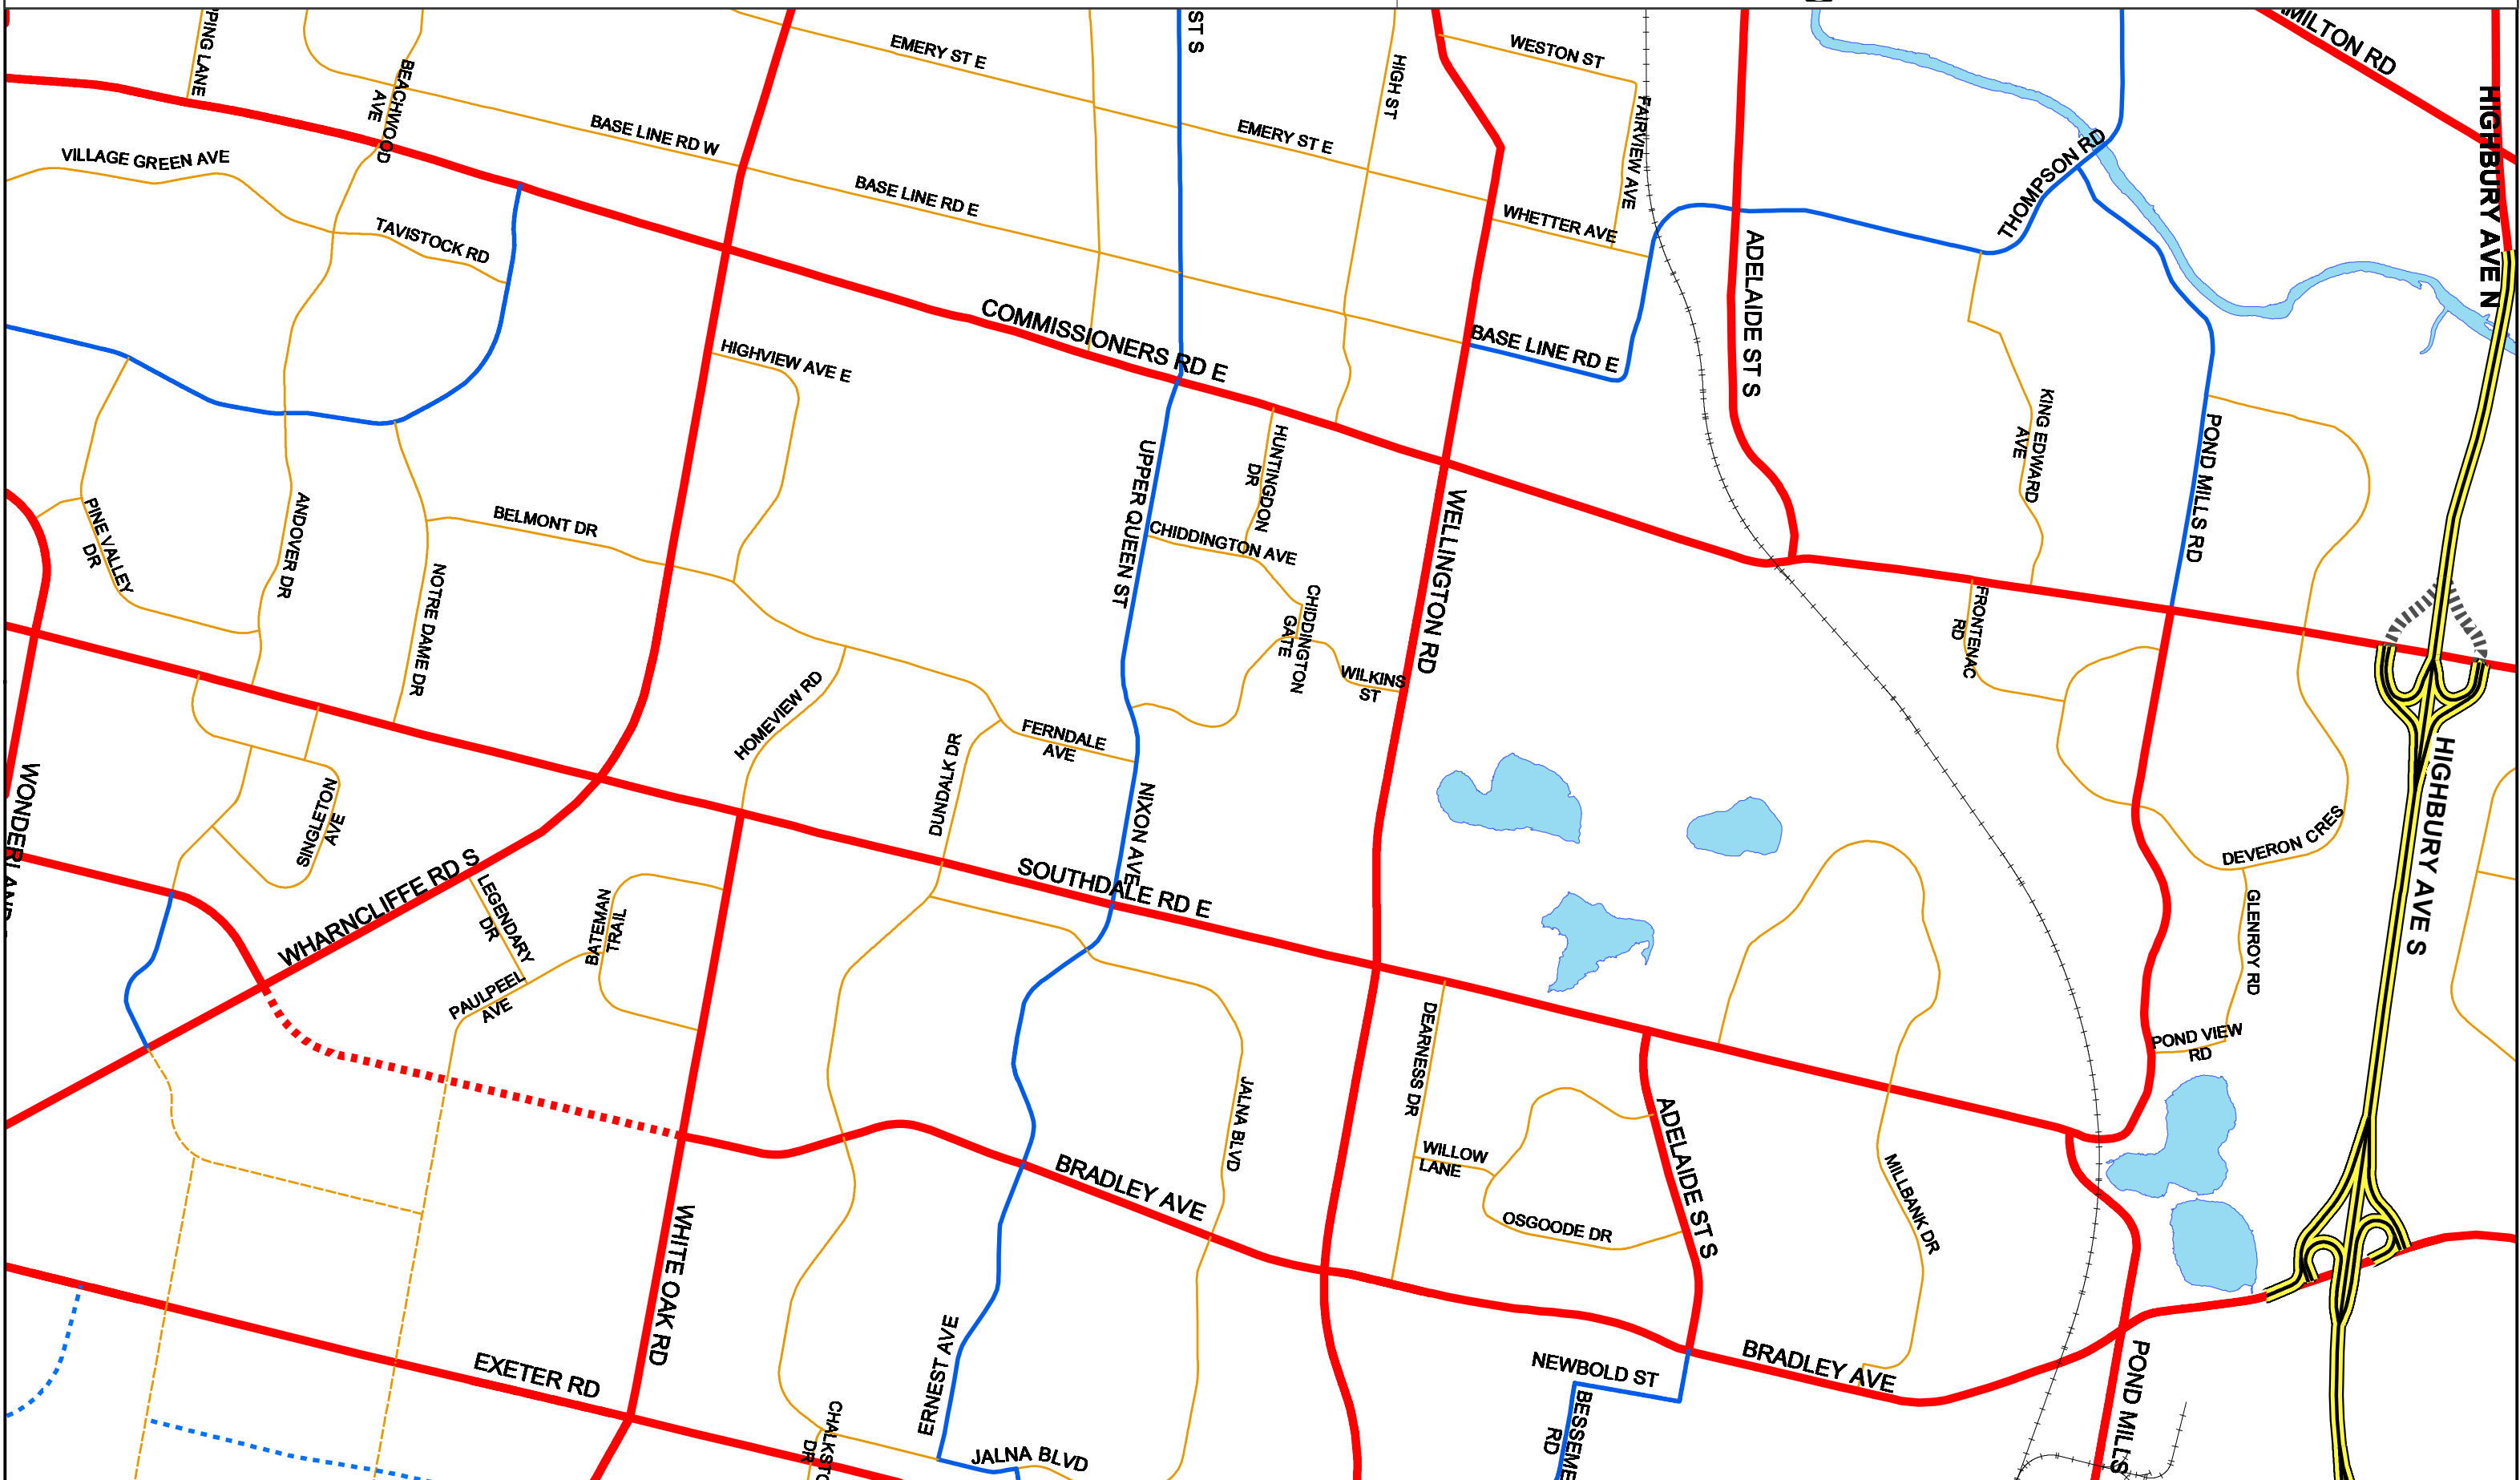 PING LANE
BEACHWOOD
AVE
EMERY ST E
ST S
HIGH ST
WESTON ST
FAIRVIEW AVE
MILTON RD
HIGHBURY AVE N
VILLAGE GREEN AVE
BASE LINE RD W
EMERY ST E
BASE LINE RD E
WHETTER AVE
THOMPSON RD
TAVISTOCK RD
ADELAIDE ST S
COMMISSIONERS RD E
HIGHVIEW AVE E
BASE LINE RD E
KING EDWARD
AVE
POND MILLS RD
HUNTINGDON
DR
UPPER QUEEN ST
WELLINGTON RD
PINE VALLEY
DR
ANDOVER DR
BELMONT DR
NOTRE DAME DR
CHIDDINGTON AVE
CHIDDINGTON
GATE
WILKINS
ST
FRONTENAC
RD
HOMEVIEW RD
FERNDALE
AVE
DUNDALK DR
NIXON AVE
WONDERLAND
SINGLETON
AVE
HIGHBURY AVE S
DEVERON CRES
WHARNCLIFFE RD S
LEGENDARY
DR
BATEMAN
TRAIL
SOUTHDALE RD E
GLENROY RD
PAULPEEL
AVE
DEARNESS DR
POND VIEW
RD
JALNA BLVD
ADELAIDE ST S
WILLOW
LANE
BRADLEY AVE
OSGOODE DR
MILLBANK DR
WHITE OAK RD
EXETER RD
ERNEST AVE
NEWBOLD ST
BRADLEY AVE
BESSEME
RD
POND MILLS
CHALKSTO
DR
JALNA BLVD